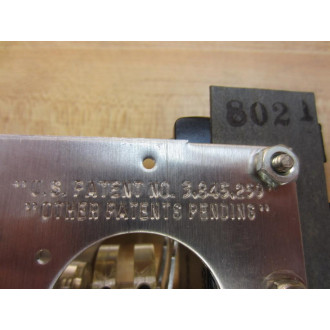 8021
"U.S. PATENT NO. 3,845,250
"OTHER PATENTS PENDING"